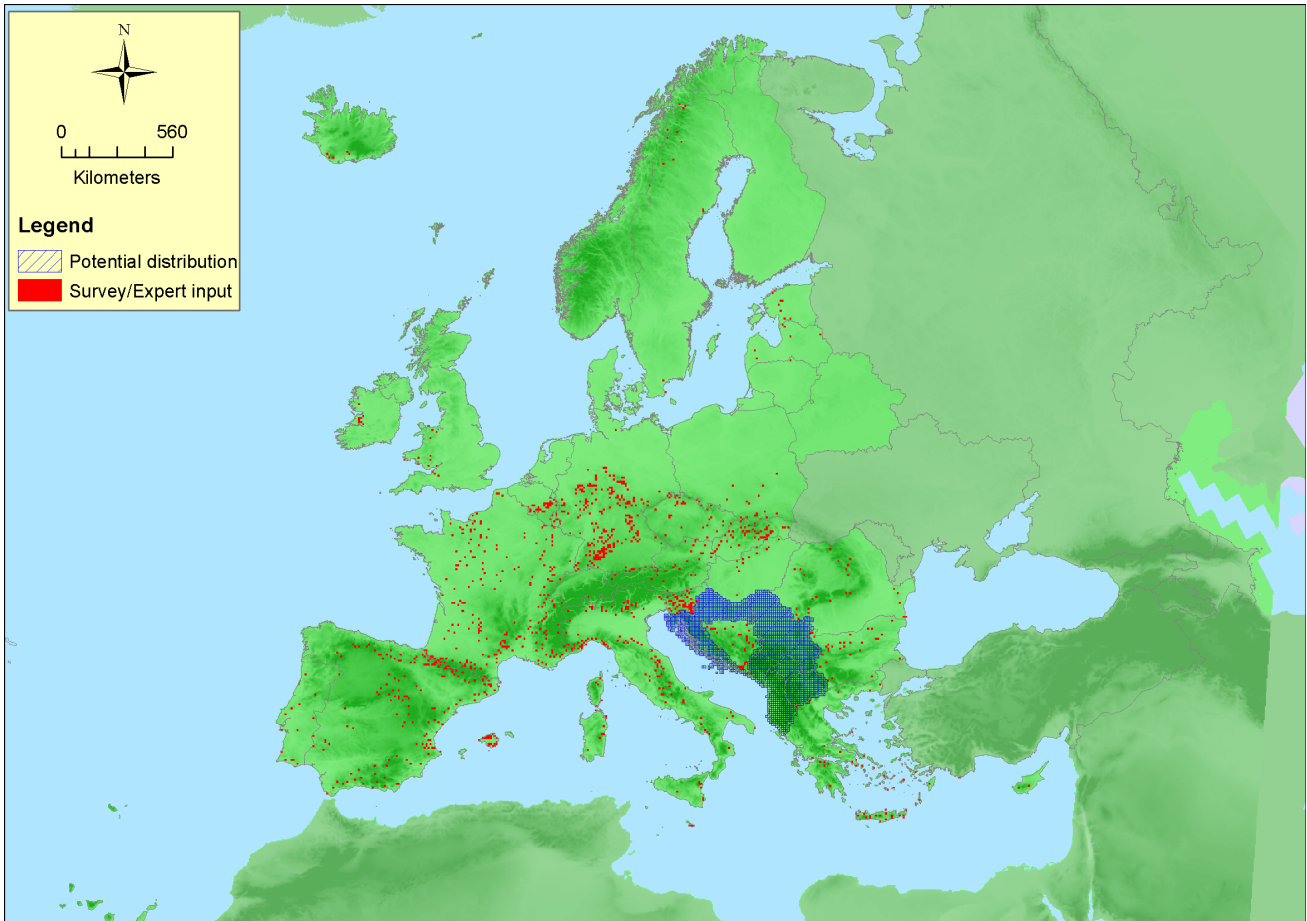 N
0 560
Kilometers
Legend
Potential distribution
Survey/Expert input